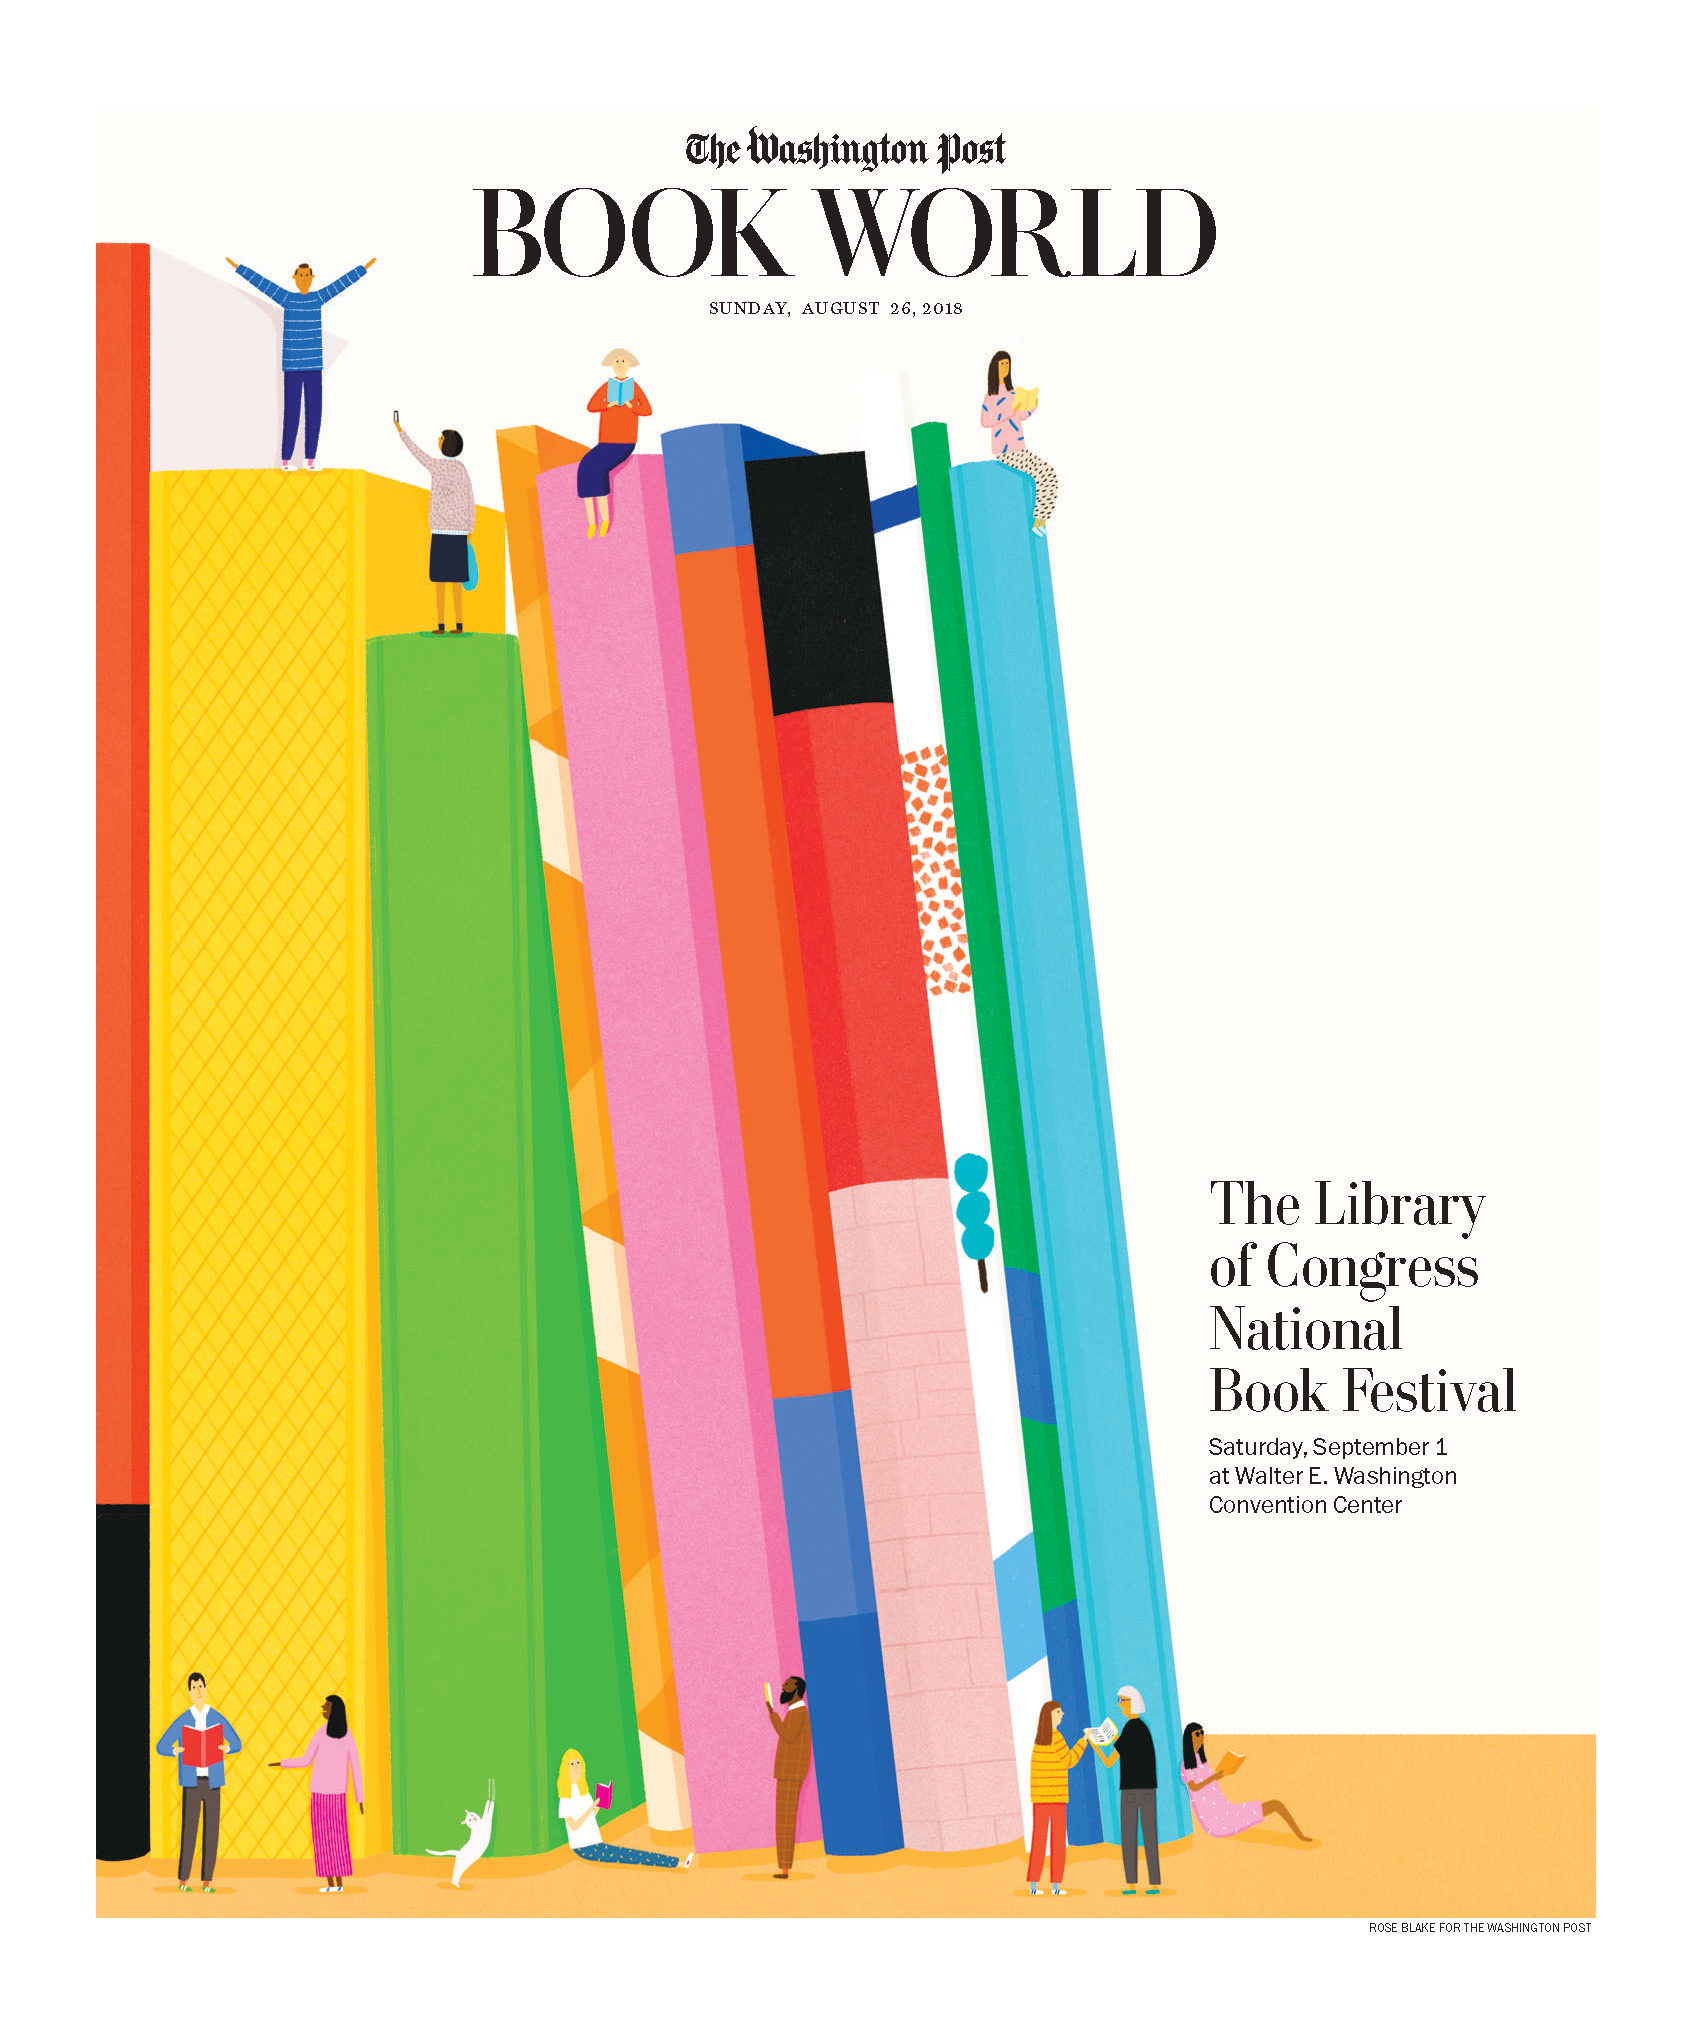 The Washington Post
BOOK WORLD
SUNDAY, AUGUST 26, 2018
The Library
of Congress
National
Book Festival
Saturday, September 1
at Walter E. Washington
Convention Center
ROSE BLAKE FOR THE WASHINGTON POST